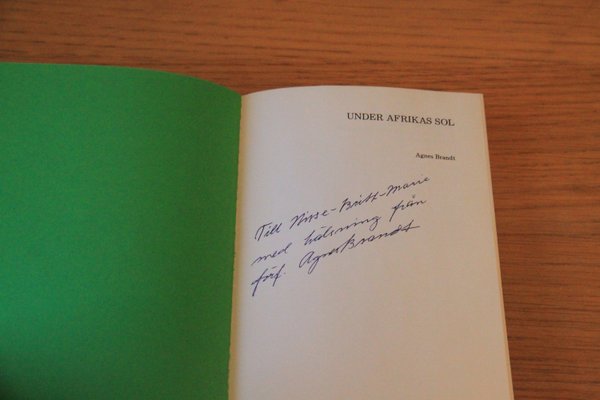 UNDER AFRIKAS SOL
Agnes Brandt
Till Nisse-Britt-Marie
med hälsning från
förf. Agnes Brandt